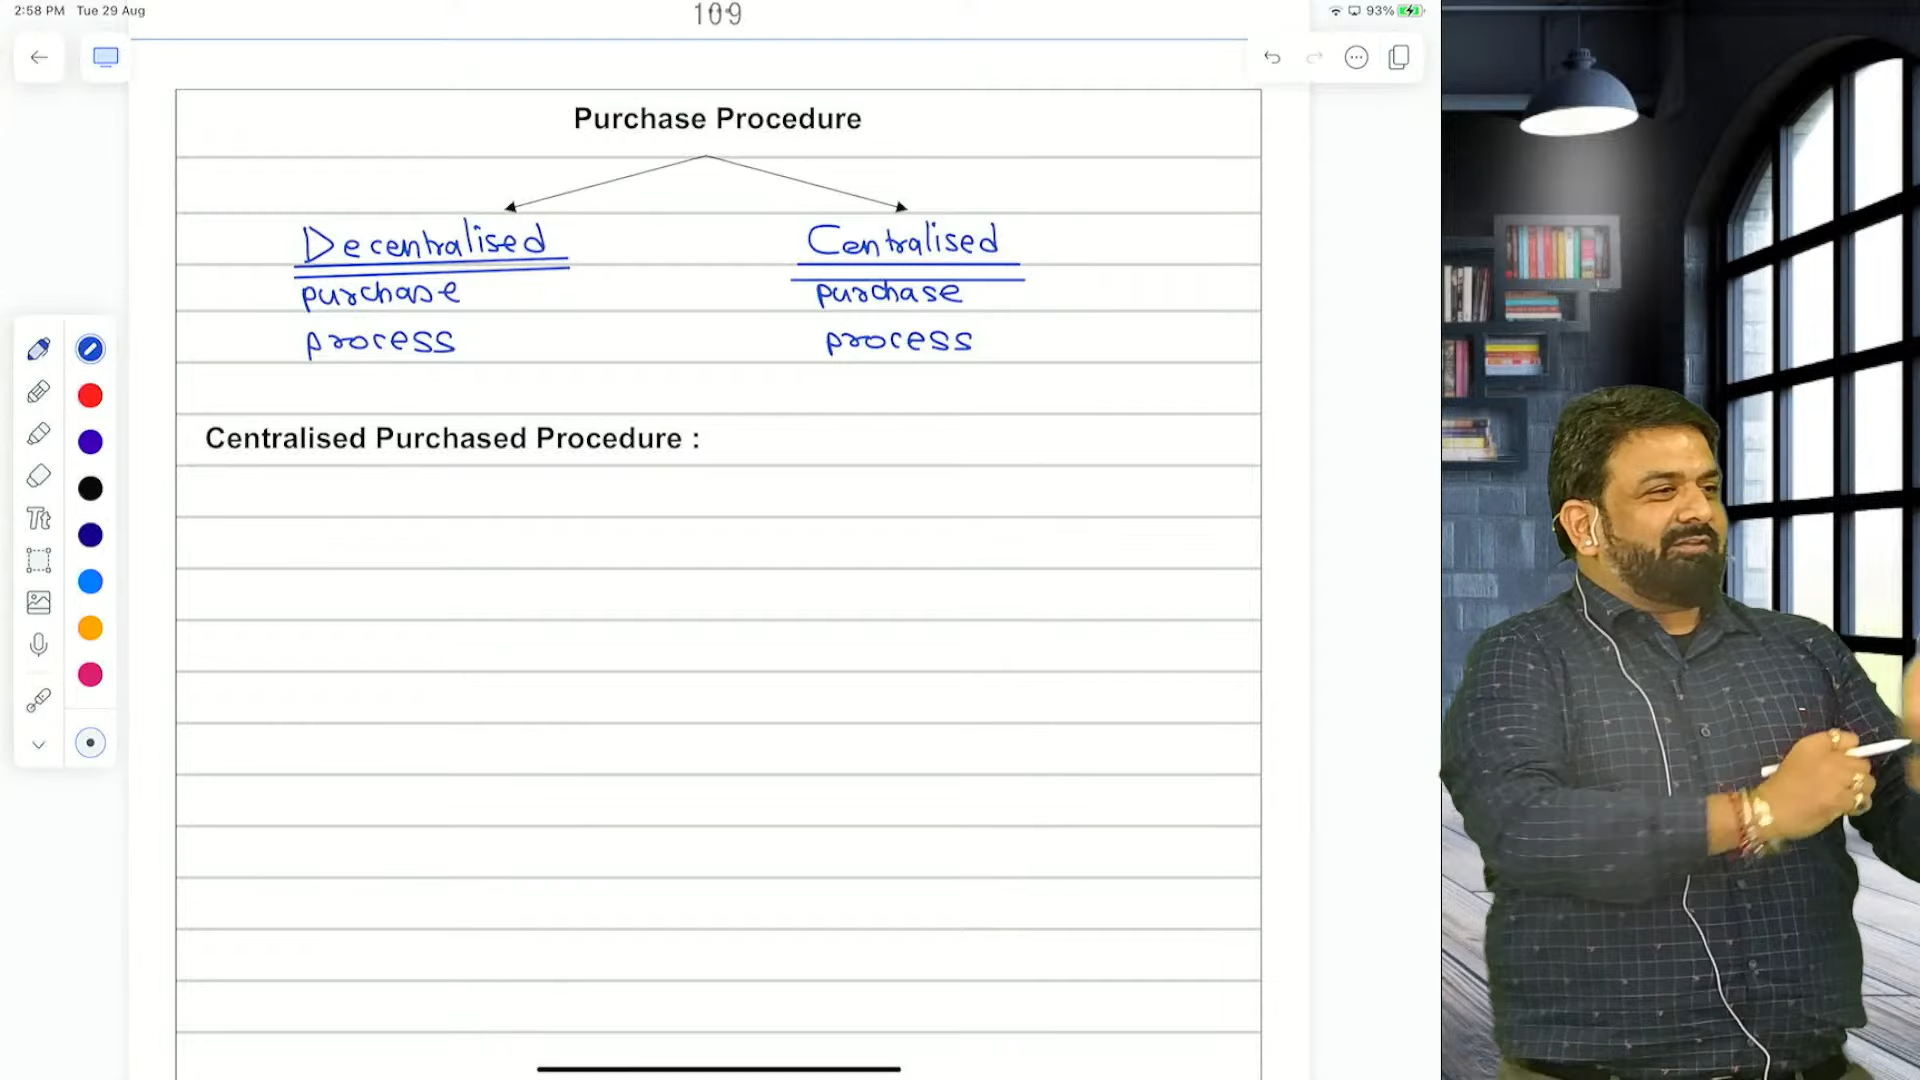 2:58 PM Tue 29 Aug
93%
109
Purchase Procedure
Decentralised
purchase
process
Centralised
purchase
process
Centralised Purchased Procedure :
Tt